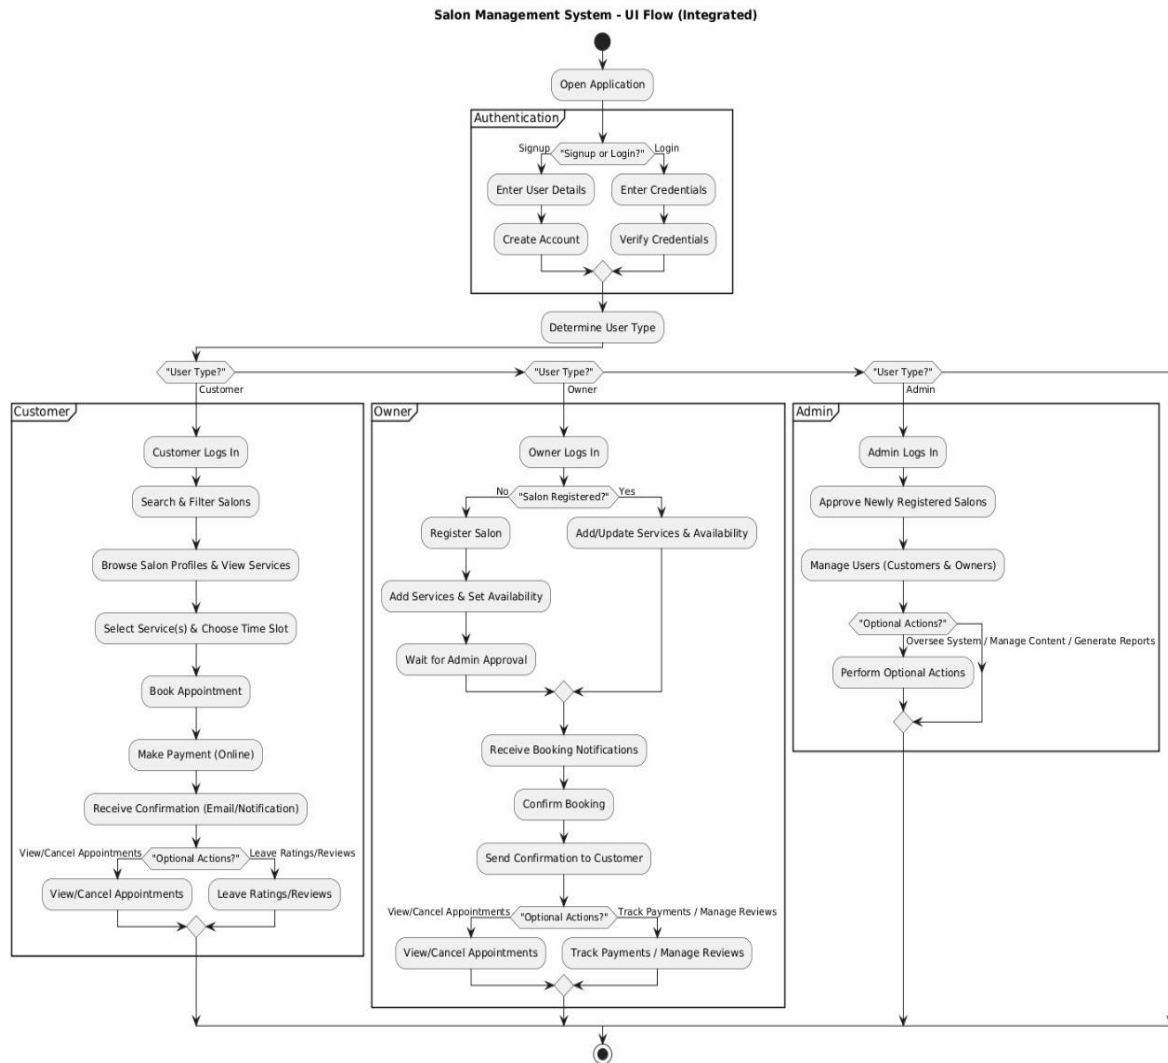 Salon Management System - UI Flow (Integrated)
Open Application
Authentication
Signup
"Signup or Login?"
Login
Enter User Details
Enter Credentials
Create Account
Verify Credentials
Determine User Type
"User Type?"
"User Type?"
"User Type?"
Customer
Owner
Admin
Customer
Customer Logs In
Search & Filter Salons
Browse Salon Profiles & View Services
Select Service(s) & Choose Time Slot
Book Appointment
Make Payment (Online)
Receive Confirmation (Email/Notification)
View/Cancel Appointments
"Optional Actions?"
Leave Ratings/Reviews
View/Cancel Appointments
Leave Ratings/Reviews
Owner
Owner Logs In
No
"Salon Registered?"
Yes
Register Salon
Add/Update Services & Availability
Add Services & Set Availability
Wait for Admin Approval
Receive Booking Notifications
Confirm Booking
Send Confirmation to Customer
View/Cancel Appointments
"Optional Actions?"
Track Payments / Manage Reviews
View/Cancel Appointments
Track Payments / Manage Reviews
Admin
Admin Logs In
Approve Newly Registered Salons
Manage Users (Customers & Owners)
"Optional Actions?"
Oversee System / Manage Content / Generate Reports
Perform Optional Actions